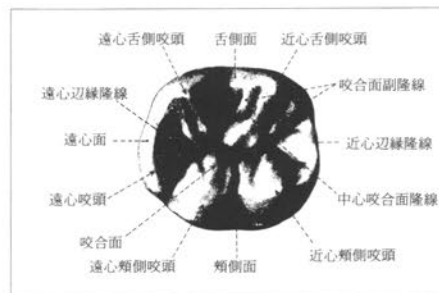 遠心舌側咬頭
舌側面
近心舌側咬頭
咬合面副隆線
遠心辺縁隆線
遠心面
近心辺縁隆線
遠心咬頭
中心咬合面隆線
咬合面
遠心頰側咬頭
頰側面
近心頰側咬頭